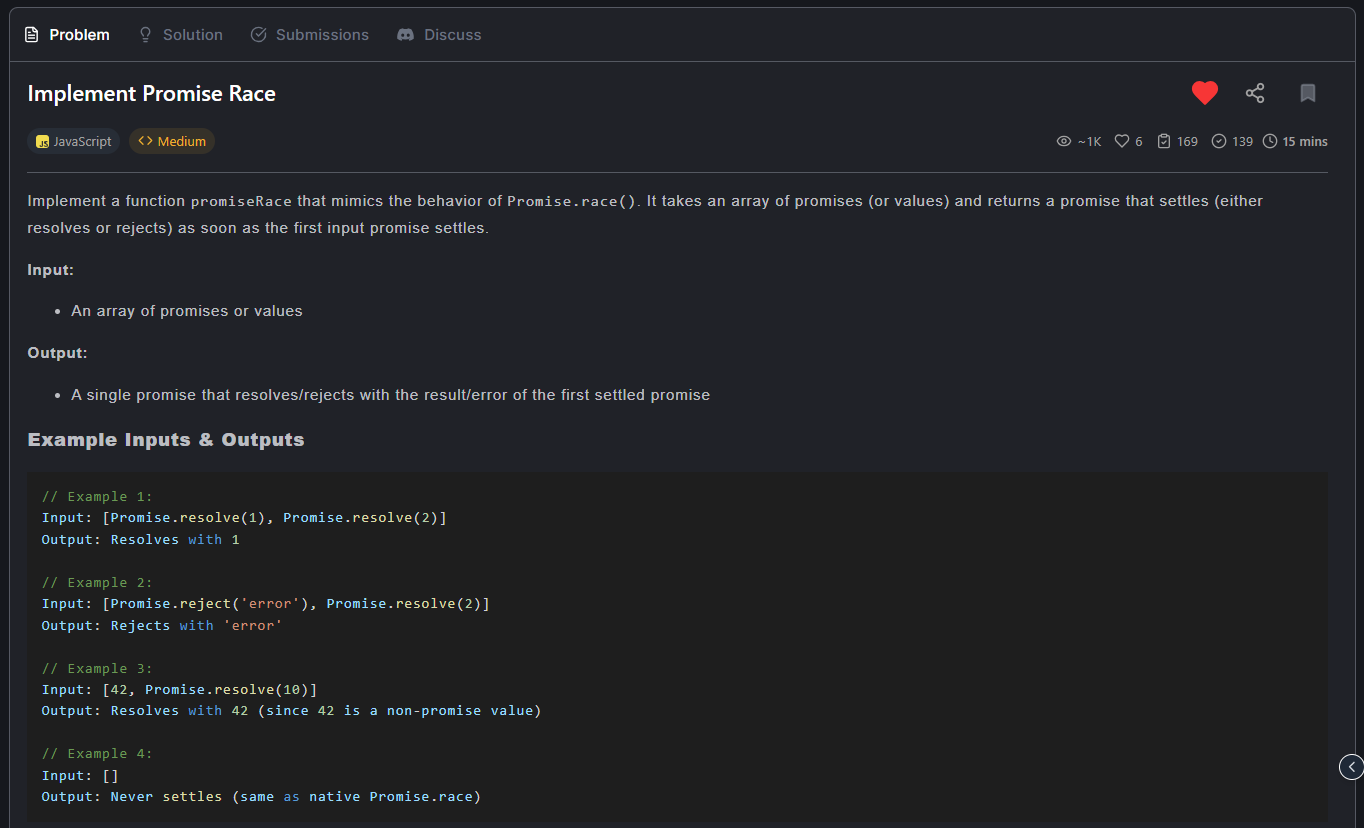 Problem Solution Submissions Discuss
Implement Promise Race
JS JavaScript <> Medium ~1K 6 169 139 15 mins
Implement a function promiseRace that mimics the behavior of Promise.race(). It takes an array of promises (or values) and returns a promise that settles (either
resolves or rejects) as soon as the first input promise settles.
Input:
• An array of promises or values
Output:
• A single promise that resolves/rejects with the result/error of the first settled promise
Example Inputs & Outputs
// Example 1:
Input: [Promise.resolve(1), Promise.resolve(2)]
Output: Resolves with 1
// Example 2:
Input: [Promise.reject('error'), Promise.resolve(2)]
Output: Rejects with 'error'
// Example 3:
Input: [42, Promise.resolve(10)]
Output: Resolves with 42 (since 42 is a non-promise value)
// Example 4:
Input: []
Output: Never settles (same as native Promise.race)